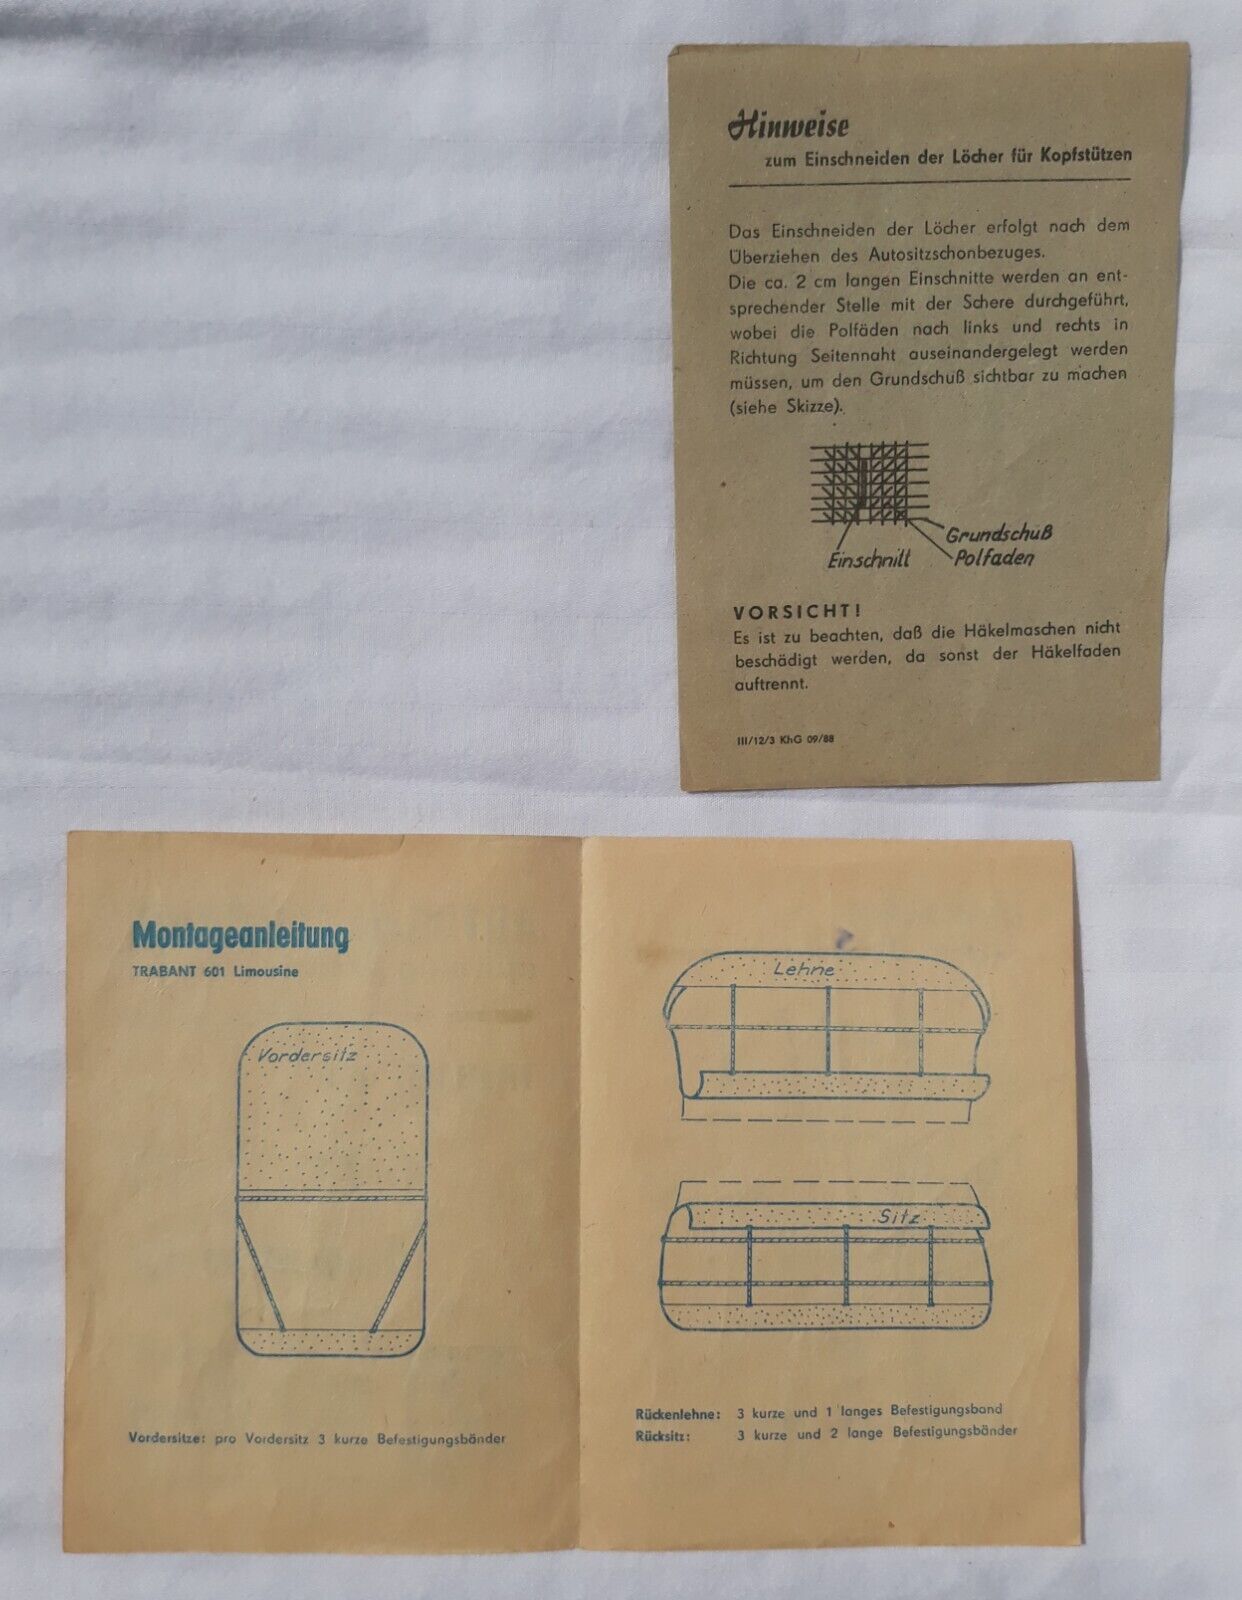 Hinweise
zum Einschneiden der Löcher für Kopfstützen
Das Einschneiden der Löcher erfolgt nach dem
Überziehen des Autositzschonbezuges.
Die ca. 2 cm langen Einschnitte werden an ent-
sprechender Stelle mit der Schere durchgeführt,
wobei die Polfäden nach links und rechts in
Richtung Seitennaht auseinandergelegt werden
müssen, um den Grundschuß sichtbar zu machen
(siehe Skizze).
Grundschuß
Einschnitt
Polfaden
VORSICHT!
Es ist zu beachten, daß die Häkelmaschen nicht
beschädigt werden, da sonst der Häkelfaden
auftrennt.
III/12/3 KhG 09/88
Montageanleitung
TRABANT 601 Limousine
Vordersitz
Vordersitze: pro Vordersitz 3 kurze Befestigungsbänder
Lehne
Sitz
Rückenlehne: 3 kurze und 1 langes Befestigungsband
Rücksitz: 3 kurze und 2 lange Befestigungsbänder